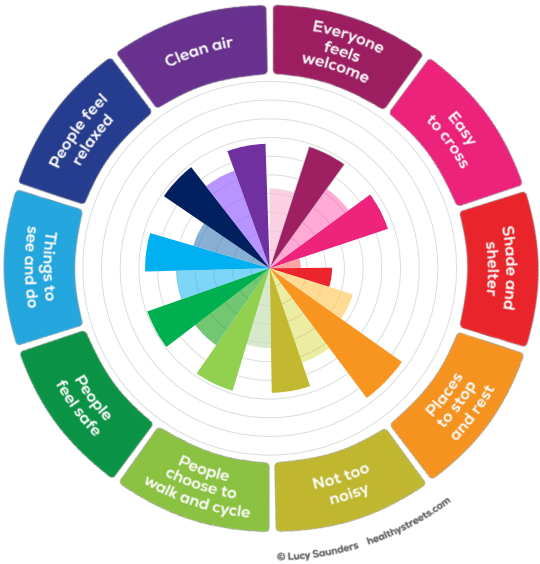 Everyone
feels
welcome
Easy
to cross
Shade and
shelter
Places
to stop
and rest
Not too
noisy
People
choose to
walk and cycle
People
feel safe
Things to
see and do
People feel
relaxed
Clean air
© Lucy Saunders healthystreets.com